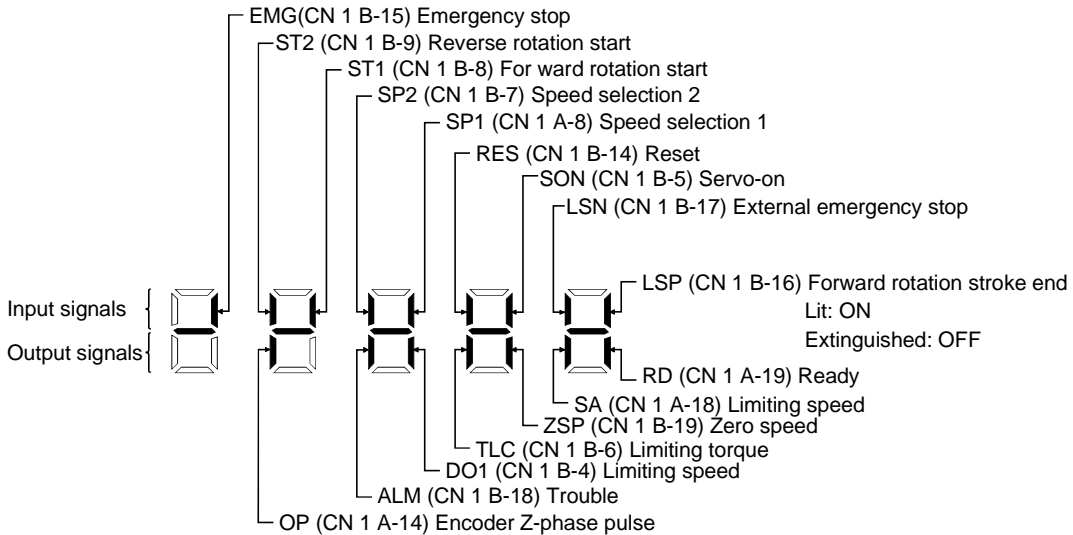 EMG(CN 1 B-15) Emergency stop
ST2 (CN 1 B-9) Reverse rotation start
ST1 (CN 1 B-8) For ward rotation start
SP2 (CN 1 B-7) Speed selection 2
SP1 (CN 1 A-8) Speed selection 1
RES (CN 1 B-14) Reset
SON (CN 1 B-5) Servo-on
LSN (CN 1 B-17) External emergency stop
LSP (CN 1 B-16) Forward rotation stroke end
Input signals
Lit: ON
Extinguished: OFF
Output signals
RD (CN 1 A-19) Ready
SA (CN 1 A-18) Limiting speed
ZSP (CN 1 B-19) Zero speed
TLC (CN 1 B-6) Limiting torque
DO1 (CN 1 B-4) Limiting speed
ALM (CN 1 B-18) Trouble
OP (CN 1 A-14) Encoder Z-phase pulse